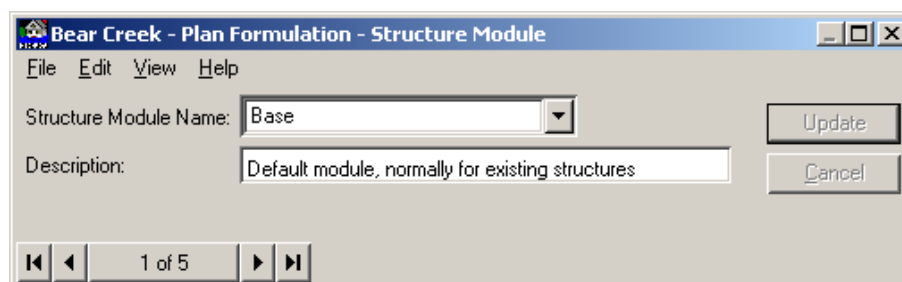 Bear Creek - Plan Formulation - Structure Module
File Edit View Help
Structure Module Name: Base
Update
Description: Default module, normally for existing structures
Cancel
1 of 5